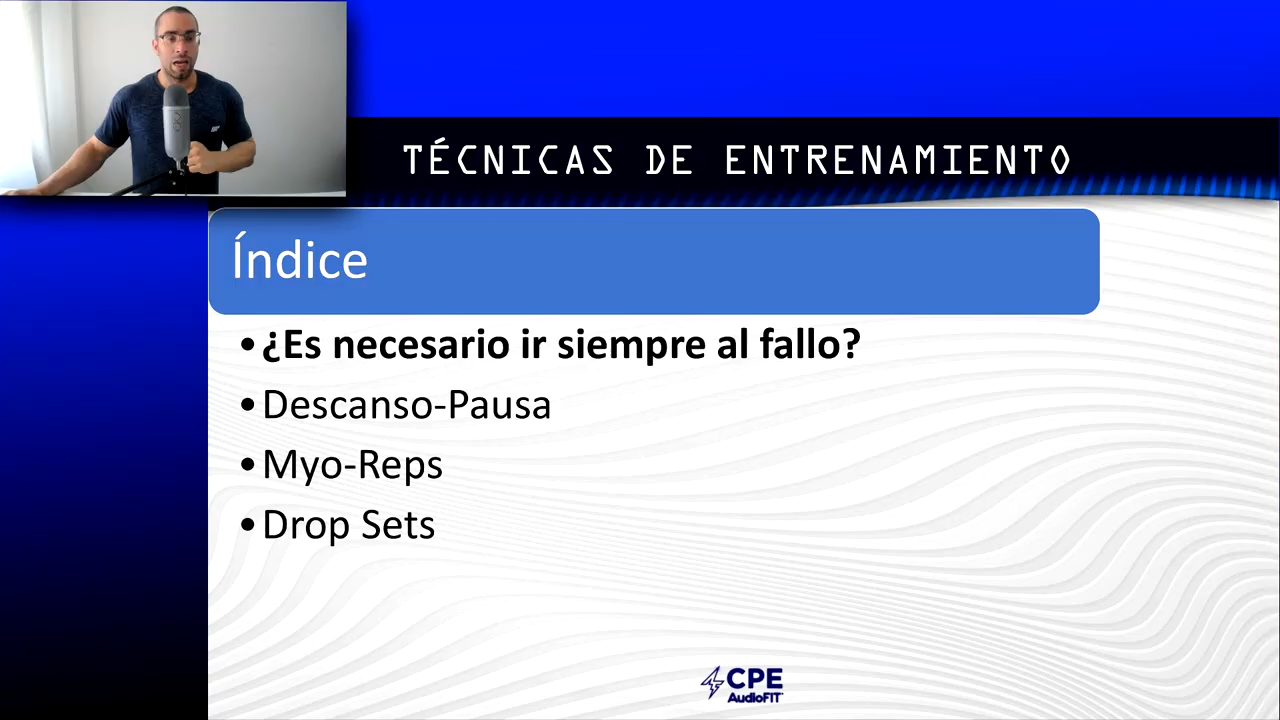 TÉCNICAS DE ENTRENAMIENTO
Índice
•¿Es necesario ir siempre al fallo?
•Descanso-Pausa
•Myo-Reps
•Drop Sets
CPE
AudioFIT